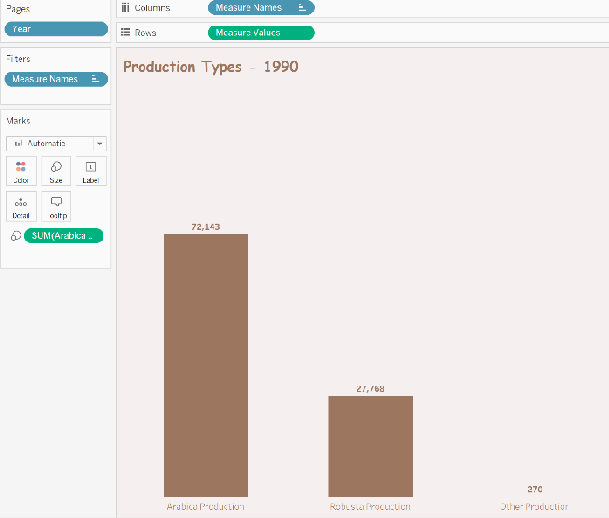 Pages
Year
Filters
Measure Names
Marks
Automatic
Color
Size
Label
Detail
Tooltip
SUM(Arabica ..
Columns
Measure Names
Rows
Measure Values
Production Types - 1990
72,143
27,768
270
Arabica Production
Robusta Production
Other Production